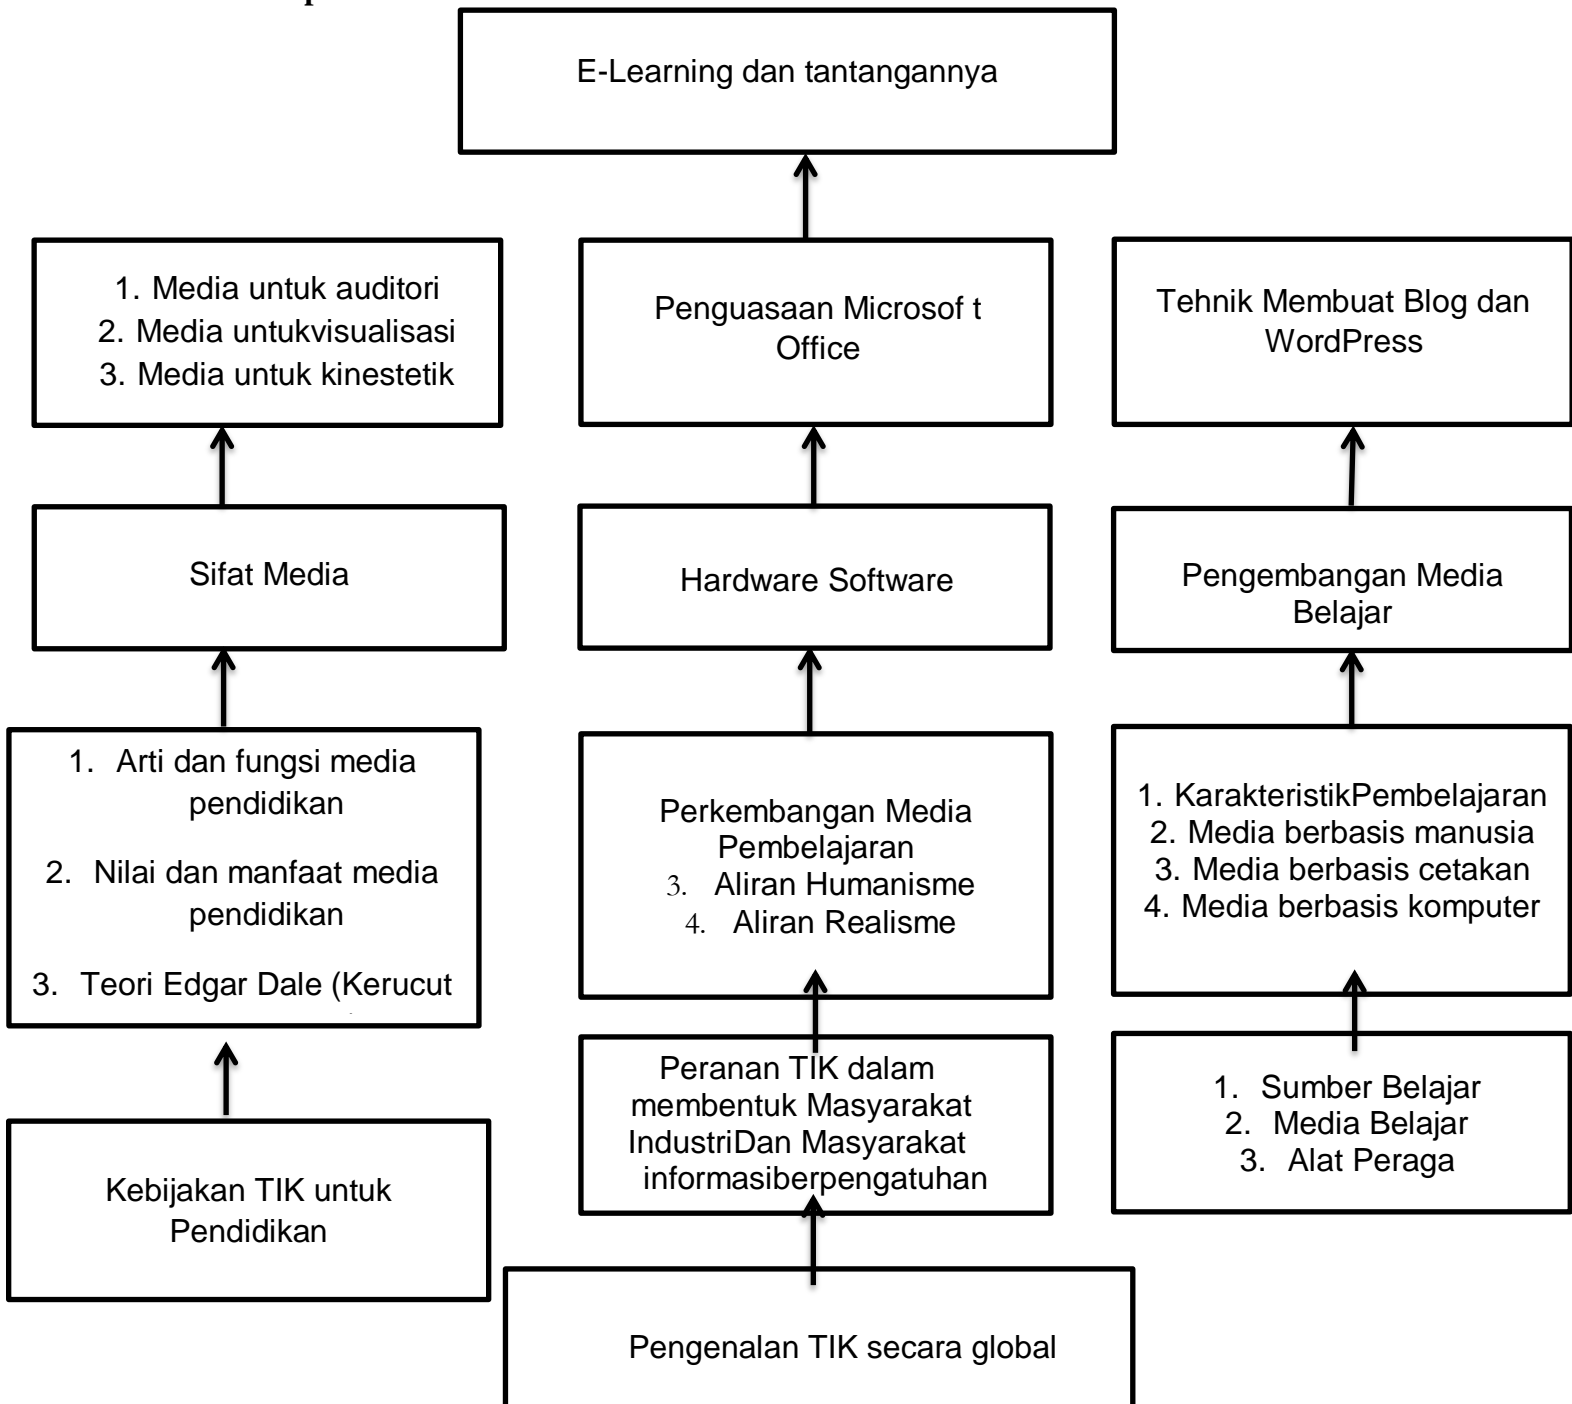 E-Learning dan tantangannya
1. Media untuk auditori
2. Media untukvisualisasi
3. Media untuk kinestetik
Penguasaan Microsof t
Office
Tehnik Membuat Blog dan
WordPress
Sifat Media
Hardware Software
Pengembangan Media
Belajar
1. Arti dan fungsi media
pendidikan
2. Nilai dan manfaat media
pendidikan
3. Teori Edgar Dale (Kerucut
Perkembangan Media
Pembelajaran
3. Aliran Humanisme
4. Aliran Realisme
1. KarakteristikPembelajaran
2. Media berbasis manusia
3. Media berbasis cetakan
4. Media berbasis komputer
Kebijakan TIK untuk
Pendidikan
Peranan TIK dalam
membentuk Masyarakat
IndustriDan Masyarakat
informasiberpengatuhan
1. Sumber Belajar
2. Media Belajar
3. Alat Peraga
Pengenalan TIK secara global